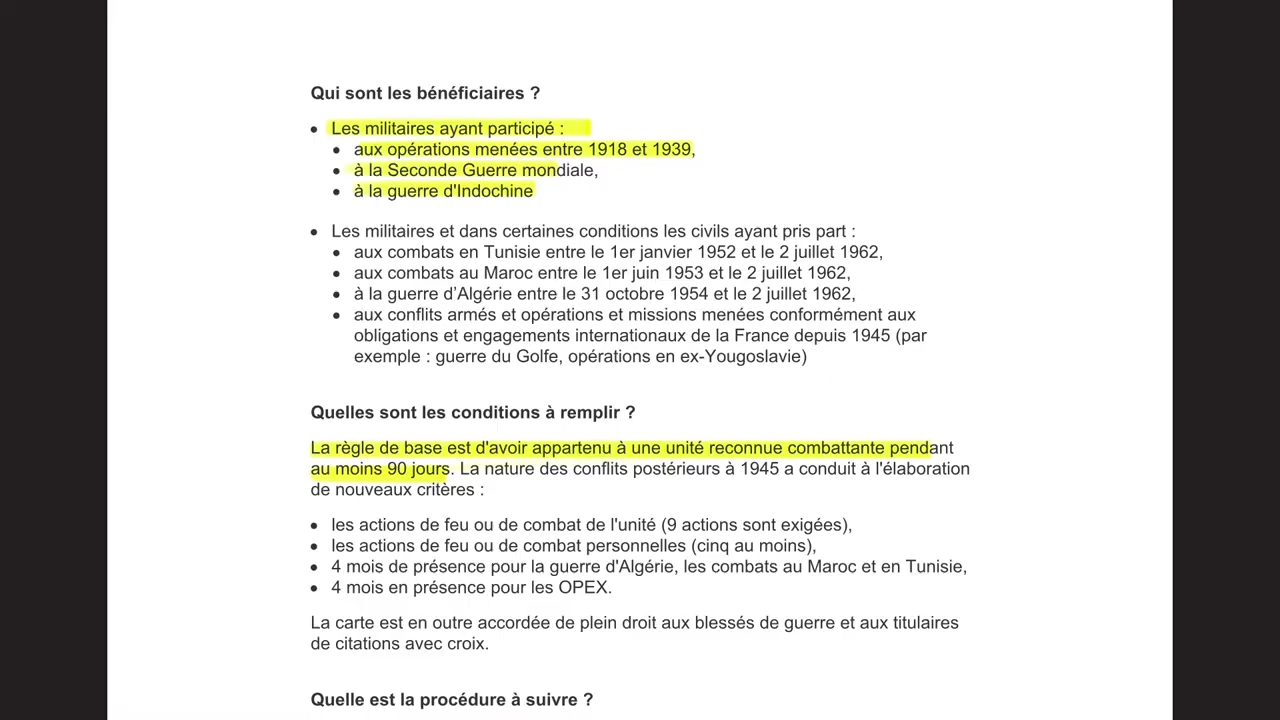 Qui sont les bénéficiaires ?
• Les militaires ayant participé :
• aux opérations menées entre 1918 et 1939,
• à la Seconde Guerre mondiale,
• à la guerre d'Indochine
• Les militaires et dans certaines conditions les civils ayant pris part :
• aux combats en Tunisie entre le 1er janvier 1952 et le 2 juillet 1962,
• aux combats au Maroc entre le 1er juin 1953 et le 2 juillet 1962,
• à la guerre d’Algérie entre le 31 octobre 1954 et le 2 juillet 1962,
• aux conflits armés et opérations et missions menées conformément aux
obligations et engagements internationaux de la France depuis 1945 (par
exemple : guerre du Golfe, opérations en ex-Yougoslavie)
Quelles sont les conditions à remplir ?
La règle de base est d'avoir appartenu à une unité reconnue combattante pendant
au moins 90 jours. La nature des conflits postérieurs à 1945 a conduit à l'élaboration
de nouveaux critères :
• les actions de feu ou de combat de l'unité (9 actions sont exigées),
• les actions de feu ou de combat personnelles (cinq au moins),
• 4 mois de présence pour la guerre d'Algérie, les combats au Maroc et en Tunisie,
• 4 mois en présence pour les OPEX.
La carte est en outre accordée de plein droit aux blessés de guerre et aux titulaires
de citations avec croix.
Quelle est la procédure à suivre ?